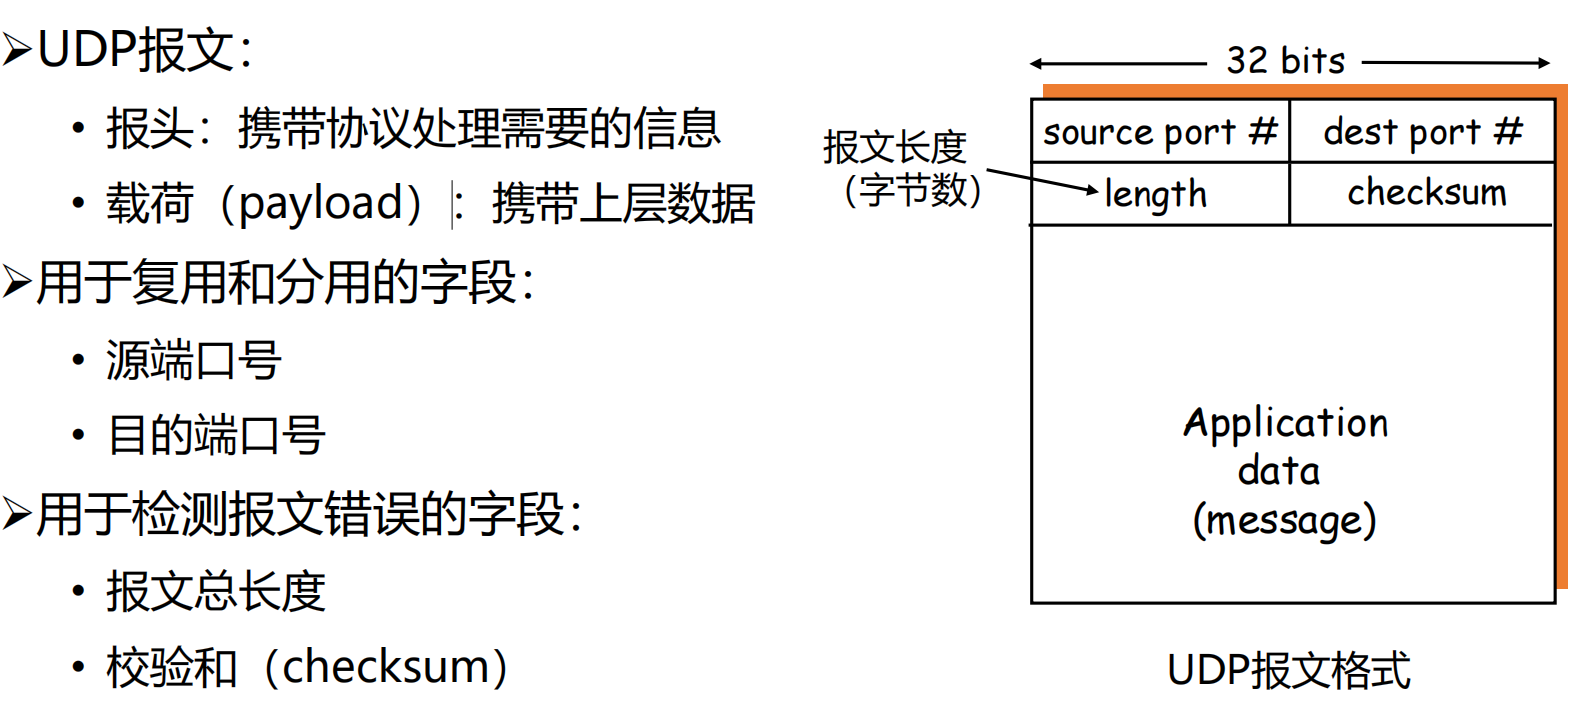 ➢UDP报文：
• 报头：携带协议处理需要的信息
• 载荷（payload）：携带上层数据
➢用于复用和分用的字段：
• 源端口号
• 目的端口号
➢用于检测报文错误的字段：
• 报文总长度
• 校验和（checksum）
32 bits
source port #
dest port #
报文长度
（字节数）
length
checksum
Application
data
(message)
UDP报文格式